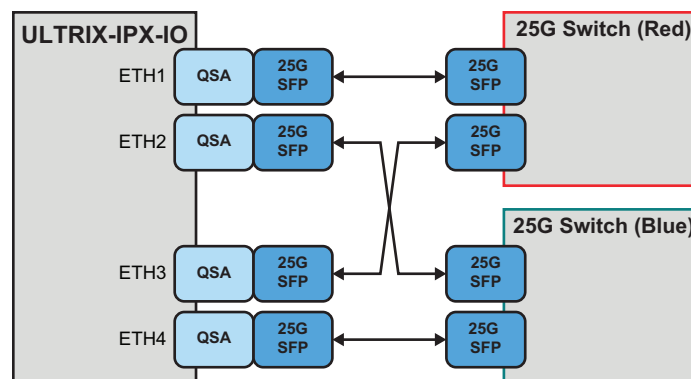 ULTRIX-IPX-IO
25G Switch (Red)
ETH1
QSA
25G
SFP
25G
SFP
ETH2
QSA
25G
SFP
25G
SFP
25G Switch (Blue)
ETH3
QSA
25G
SFP
25G
SFP
ETH4
QSA
25G
SFP
25G
SFP